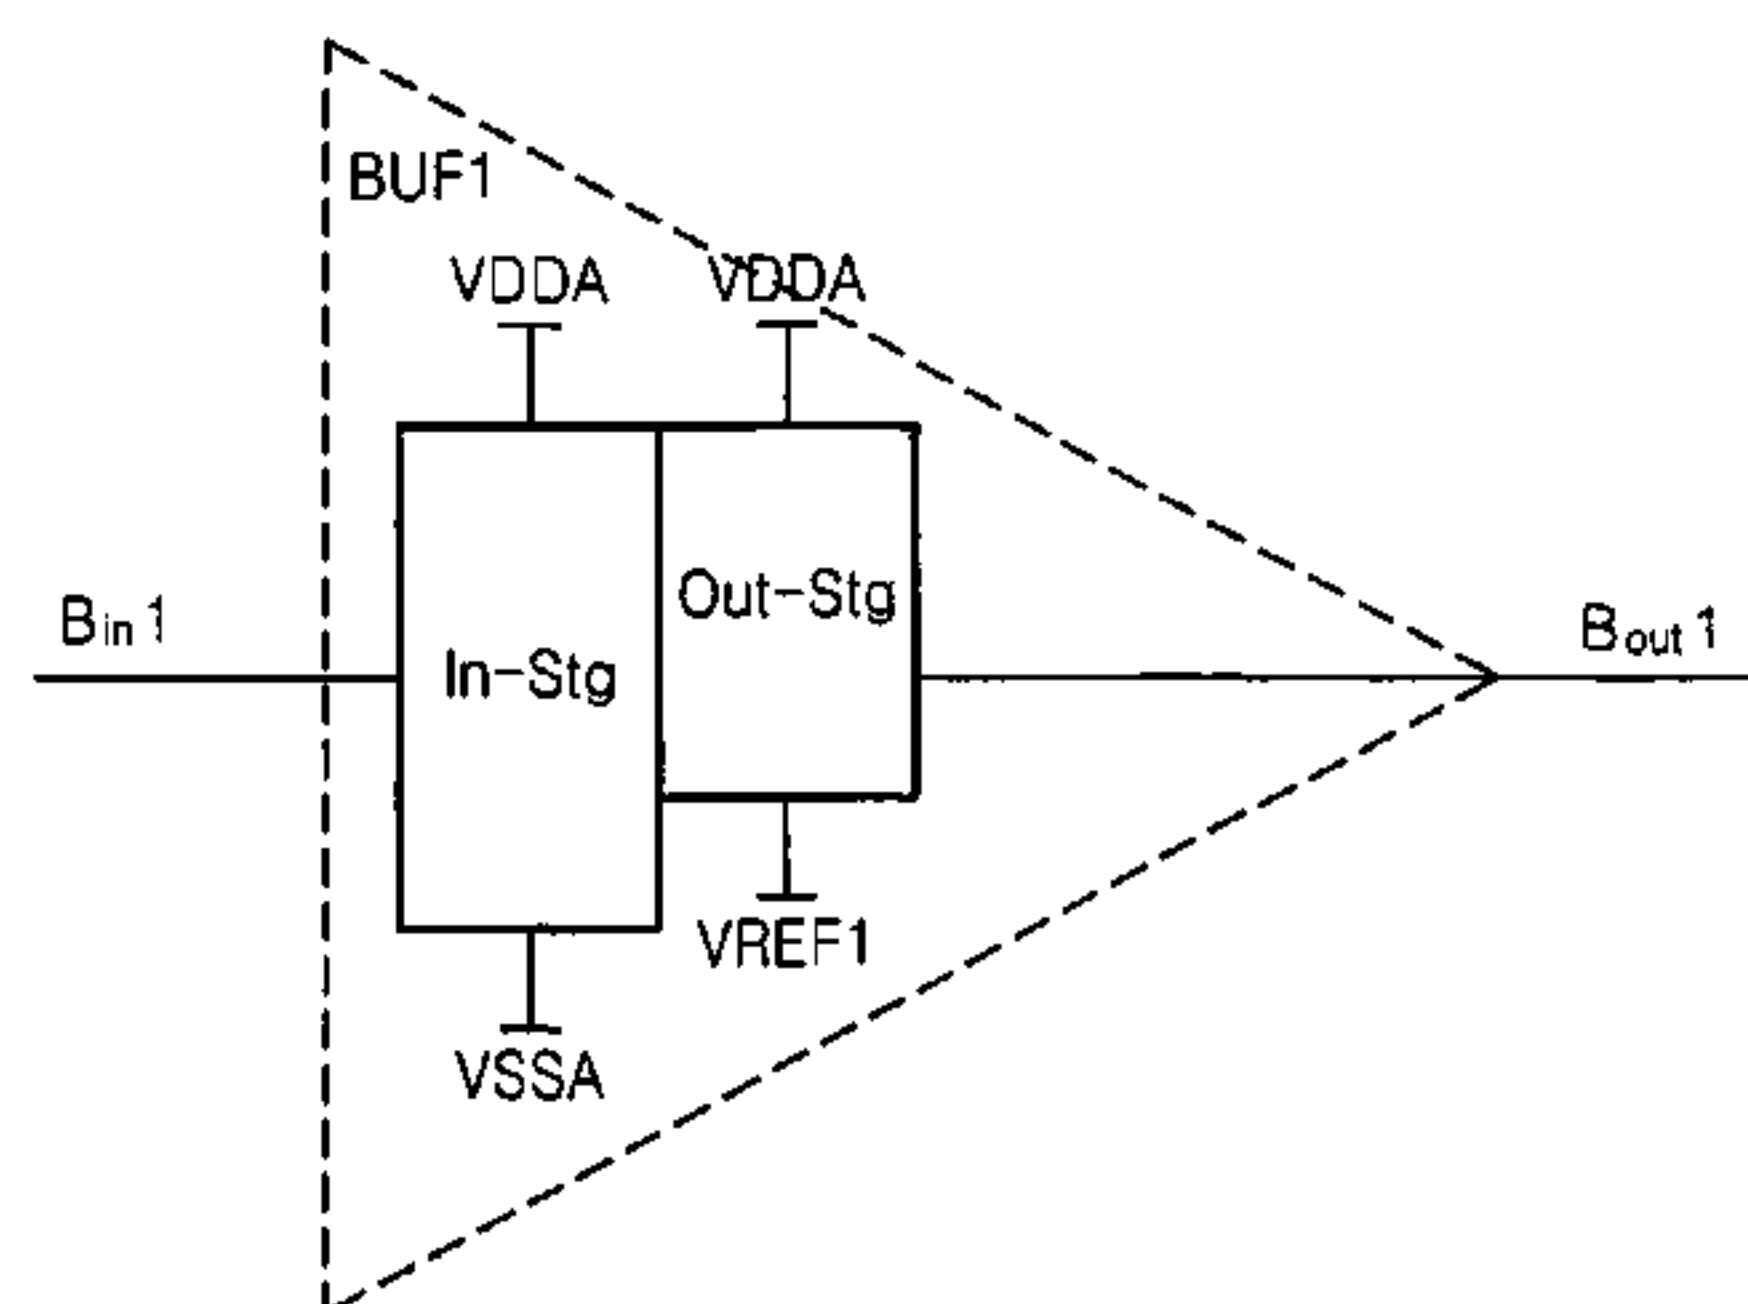 BUF1
VDDA
VDDA
Bin1
Bout1
In-Stg
Out-Stg
VREF1
VSSA